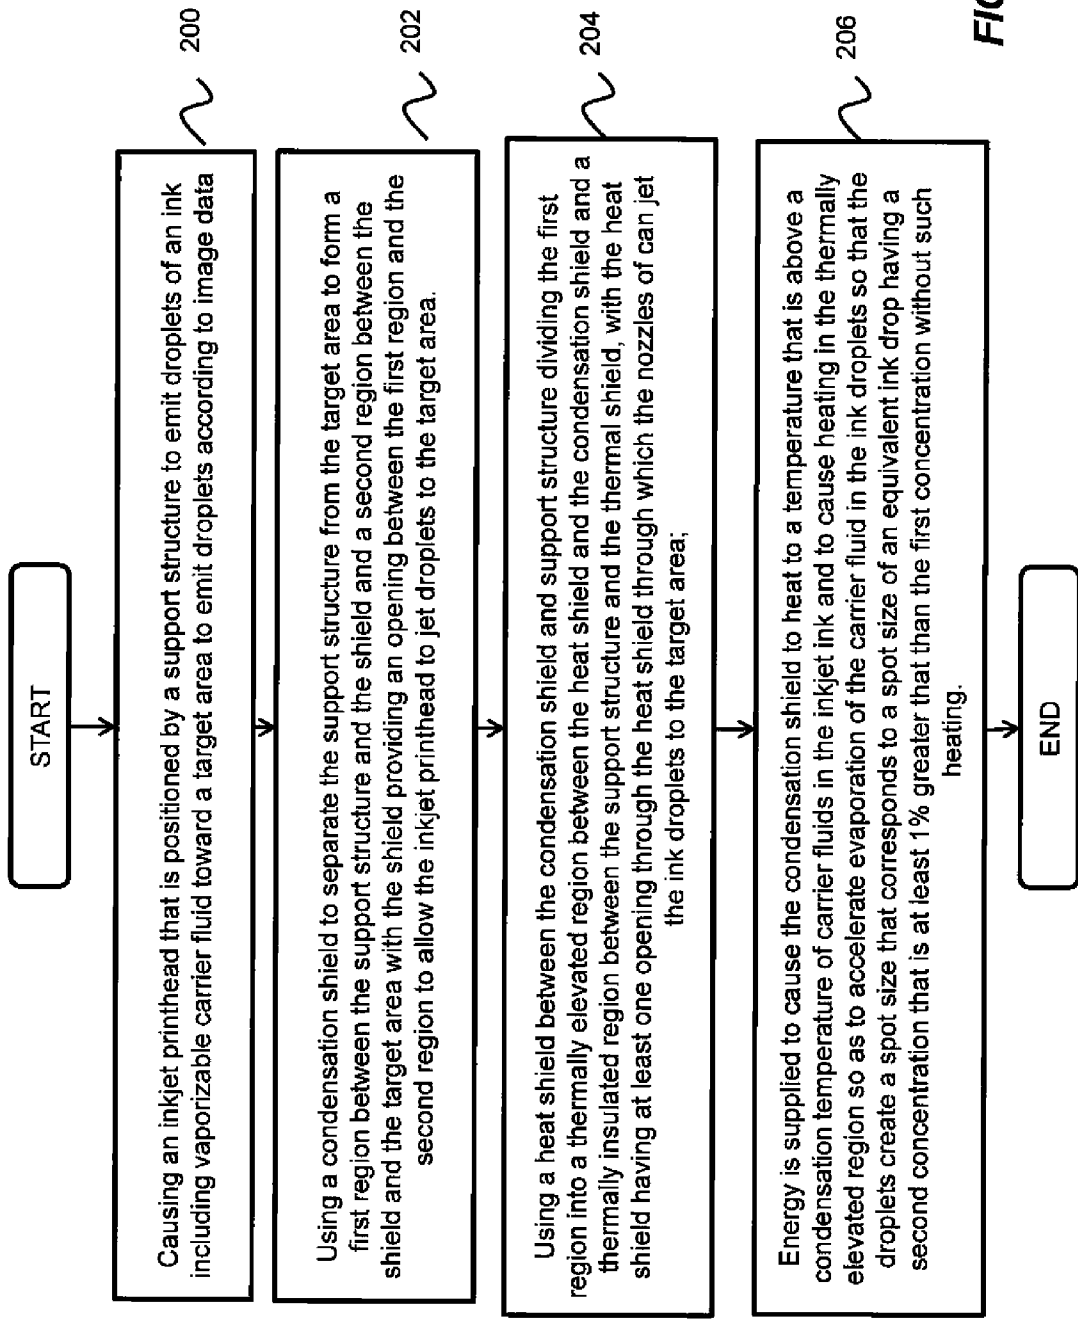 START
Causing an inkjet printhead that is positioned by a support structure to emit droplets of an ink
including vaporizable carrier fluid toward a target area to emit droplets according to image data
200
Using a condensation shield to separate the support structure from the target area to form a
first region between the support structure and the shield and a second region between the
shield and the target area with the shield providing an opening between the first region and the
second region to allow the inkjet printhead to jet droplets to the target area.
202
Using a heat shield between the condensation shield and support structure dividing the first
region into a thermally elevated region between the heat shield and the condensation shield and a
thermally insulated region between the support structure and the thermal shield, with the heat
shield having at least one opening through the heat shield through which the nozzles of can jet
the ink droplets to the target area;
204
Energy is supplied to cause the condensation shield to heat to a temperature that is above a
condensation temperature of carrier fluids in the inkjet ink and to cause heating in the thermally
elevated region so as to accelerate evaporation of the carrier fluid in the ink droplets so that the
droplets create a spot size that corresponds to a spot size of an equivalent ink drop having a
second concentration that is at least 1% greater that than the first concentration without such
heating.
206
END